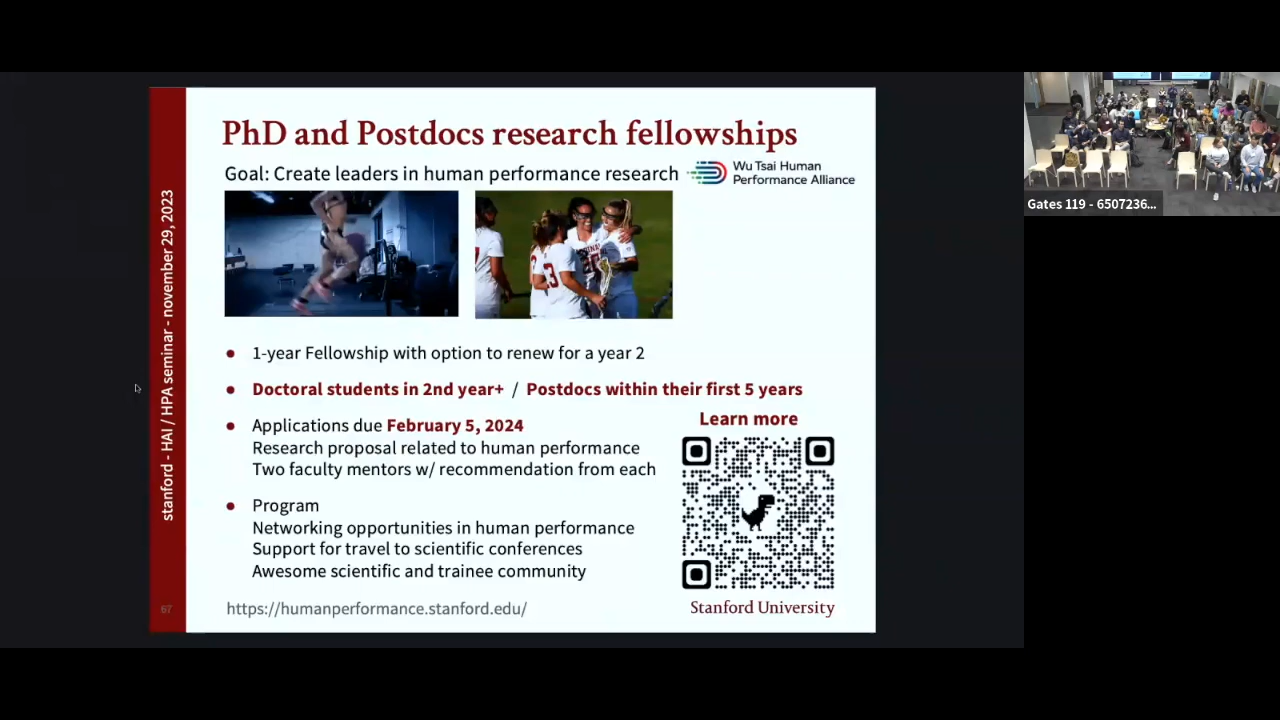 PhD and Postdocs research fellowships
Goal: Create leaders in human performance research
Wu Tsai Human
Performance Alliance
stanford - HAI / HPA seminar - november 29, 2023
1-year Fellowship with option to renew for a year 2
Doctoral students in 2nd year+ / Postdocs within their first 5 years
Applications due February 5, 2024
Research proposal related to human performance
Two faculty mentors w/ recommendation from each
Learn more
Program
Networking opportunities in human performance
Support for travel to scientific conferences
Awesome scientific and trainee community
67
https://humanperformance.stanford.edu/
Stanford University
Gates 119 - 6507236...